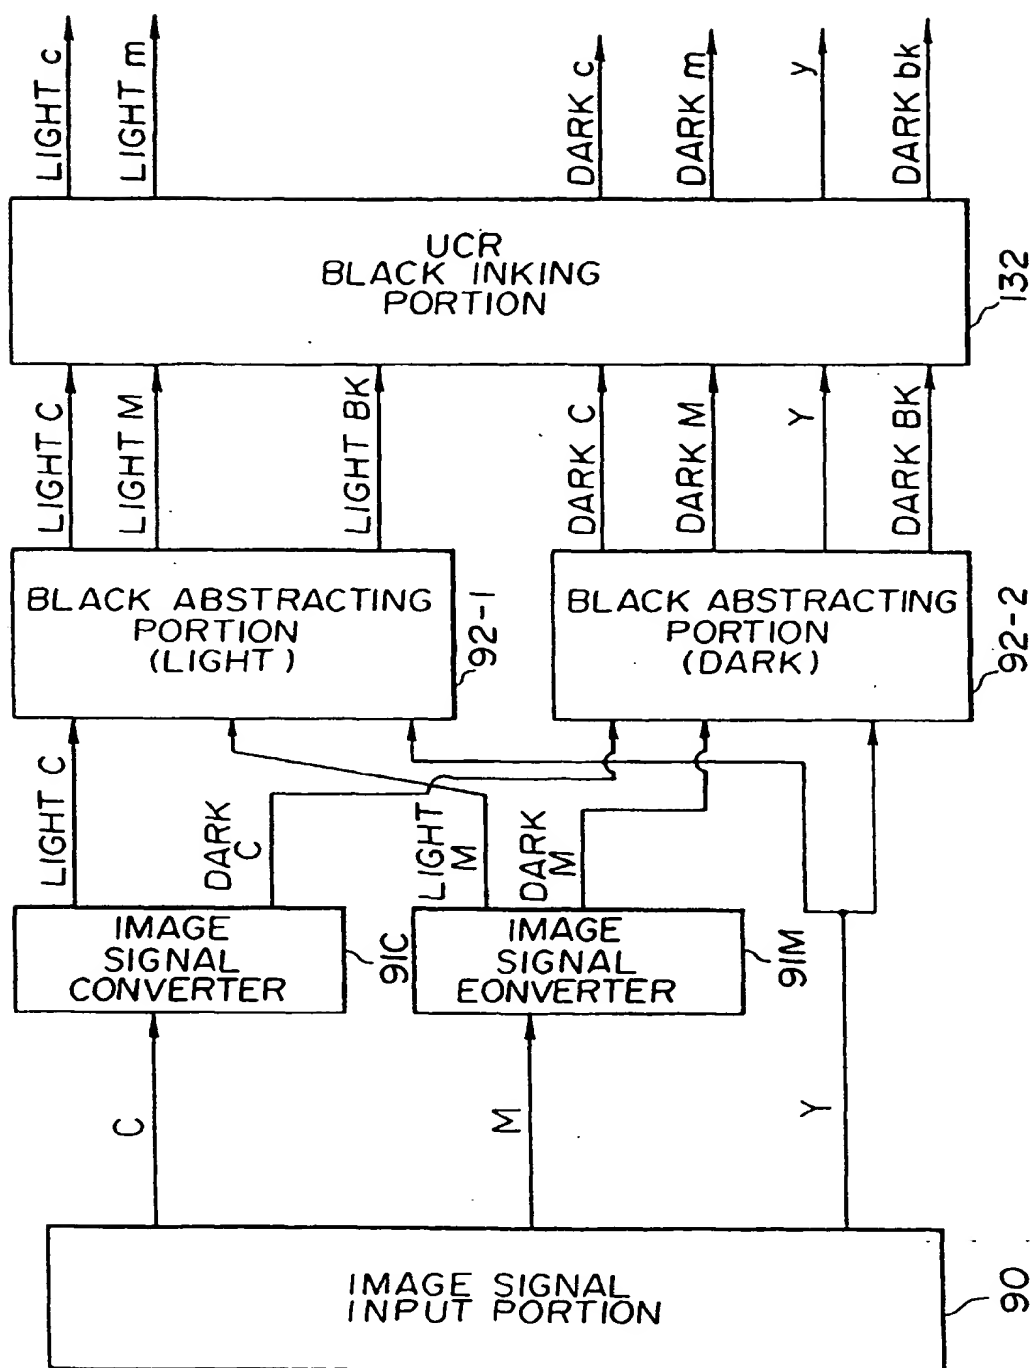 LIGHT c
LIGHT m
DARK c
DARK m
y
DARK bk
UCR
BLACK INKING
PORTION
132
LIGHT C
LIGHT M
LIGHT BK
DARK C
DARK M
Y
DARK BK
BLACK ABSTRACTING
PORTION
(LIGHT)
92-1
BLACK ABSTRACTING
PORTION
(DARK)
92-2
LIGHT C
DARK
C
LIGHT
M
DARK
M
IMAGE
SIGNAL
CONVERTER
91C
IMAGE
SIGNAL
EONVERTER
91M
C
M
Y
IMAGE SIGNAL
INPUT PORTION
90